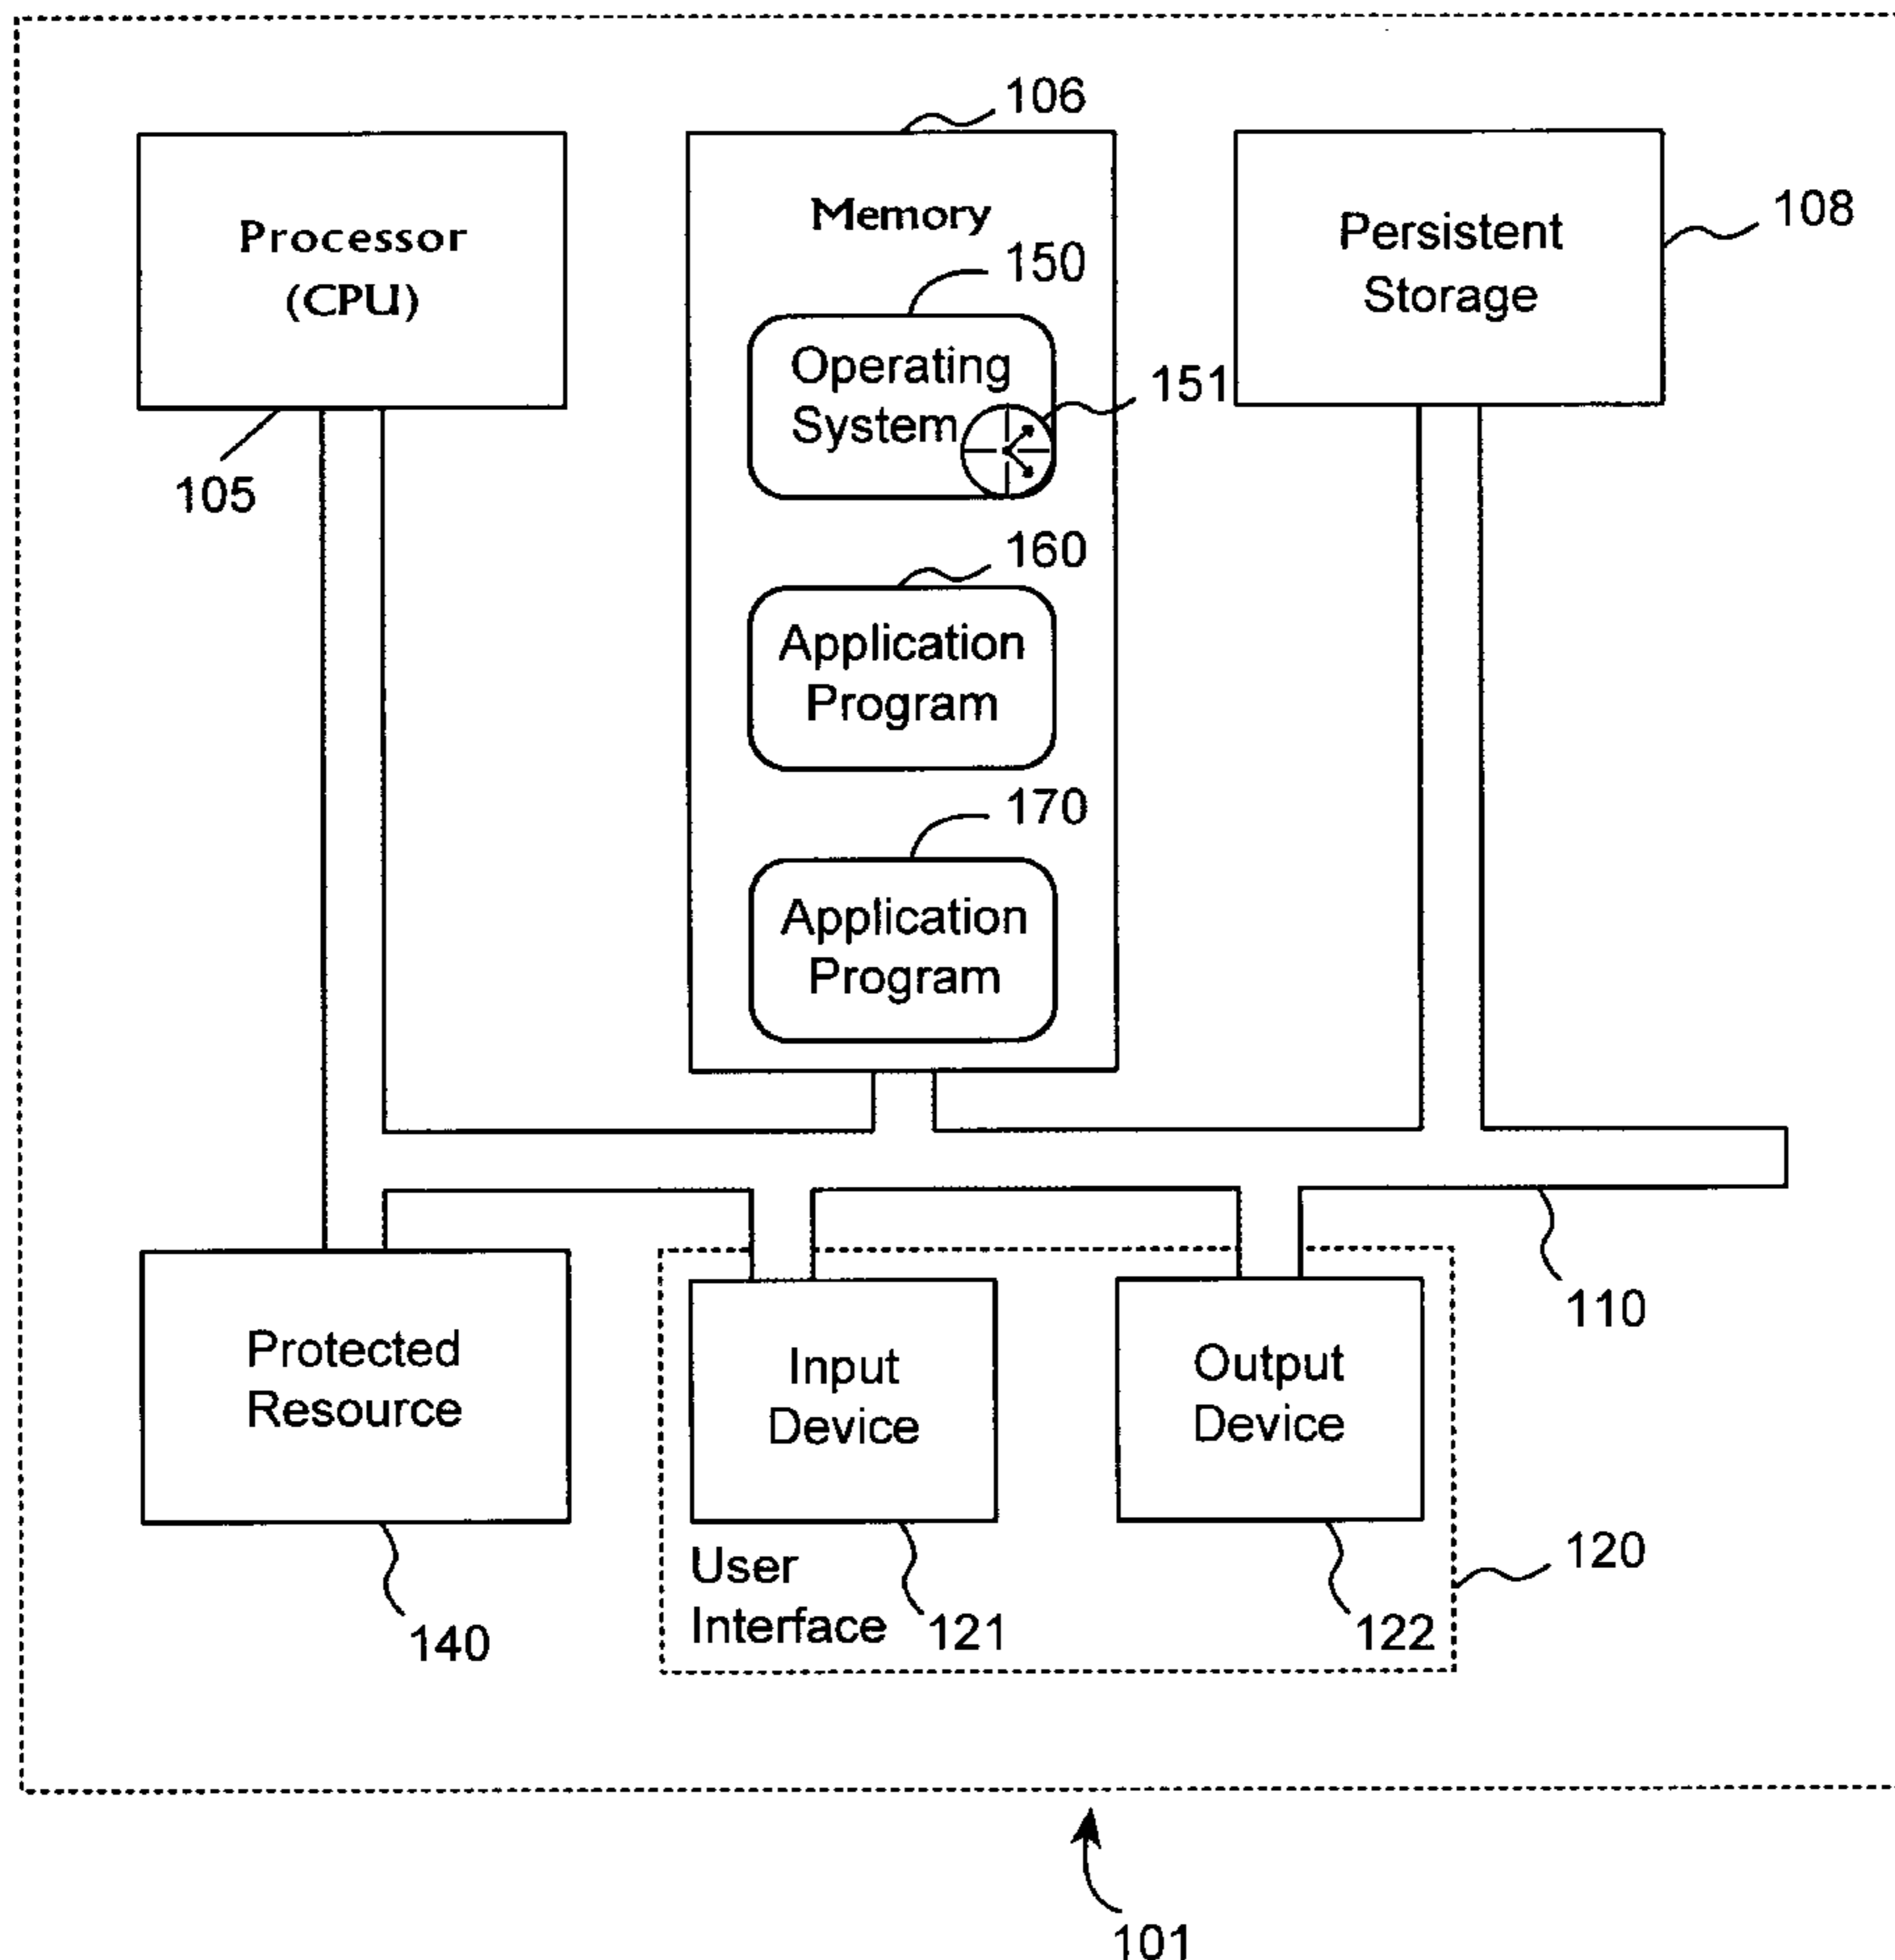 106
Processor
(CPU)
105
Memory
150
Operating
System
151
160
Application
Program
170
Application
Program
Persistent
Storage
108
110
Protected
Resource
140
Input
Device
121
Output
Device
122
User
Interface
120
101